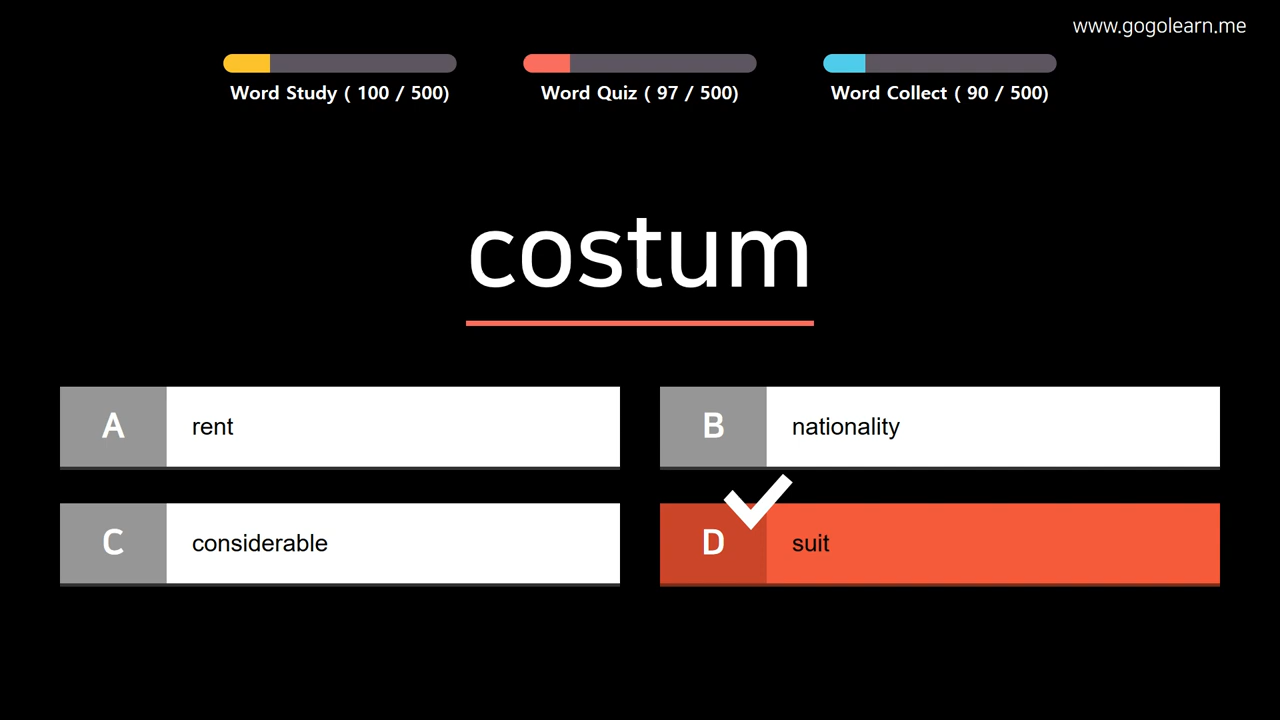 www.gogolearn.me
Word Study ( 100 / 500)
Word Quiz ( 97 / 500)
Word Collect ( 90 / 500)
costum
A rent
B nationality
C considerable
D suit